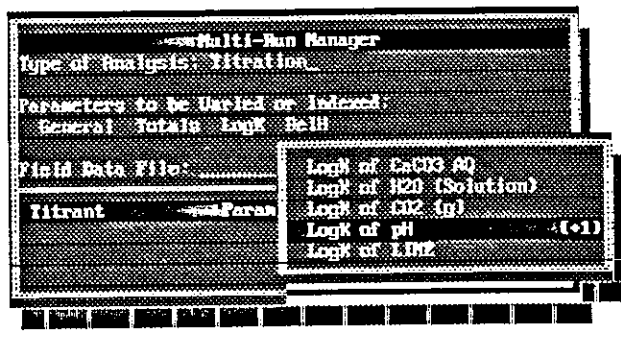 Multi-Run Manager
Type of Analysis: Titration_
Parameters to be Varied or Indexed:
General Totals LogK DelH
Field Data File:
Titrant Param
LogK of CaCO3 AQ
LogK of H2O (Solution)
LogK of CO2 (g)
LogK of pH (+1)
LogK of LIME